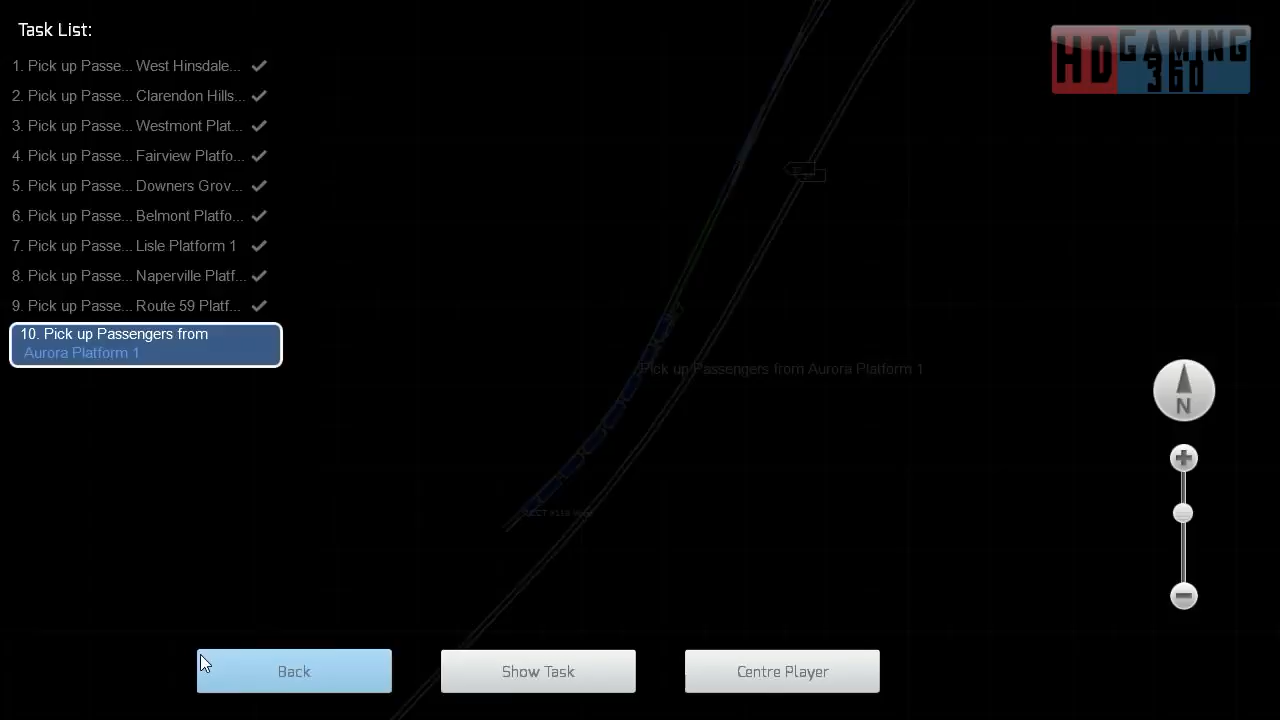 Task List:
1. Pick up Passe... West Hinsdale...
2. Pick up Passe... Clarendon Hills...
3. Pick up Passe... Westmont Plat...
4. Pick up Passe... Fairview Platfo...
5. Pick up Passe... Downers Grov...
6. Pick up Passe... Belmont Platfo...
7. Pick up Passe... Lisle Platform 1
8. Pick up Passe... Naperville Platf...
9. Pick up Passe... Route 59 Platf...
10. Pick up Passengers from
Aurora Platform 1
HD GAMING
360
Pick up Passengers from Aurora Platform 1
N
Back
Show Task
Centre Player